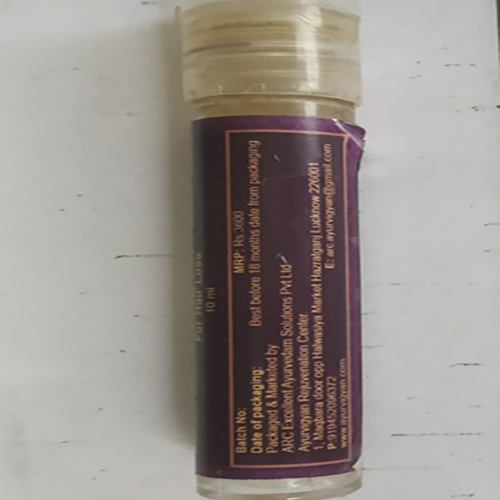 For Hair Loss
10 ml
Batch No:
MRP: Rs 3600
Date of packaging:
Best before 18 months date from packaging
Packaged & Marketed by
ARC Excellent Ayurvedam Solutions Pvt Ltd
Ayurvigyan Rejuvenation Center,
1, Maqbara door opp Halwasiya Market Hazratganj Lucknow 226001
P:919452096372
E: arc.ayurvigyan@gmail.com
www.ayurvigyan.com